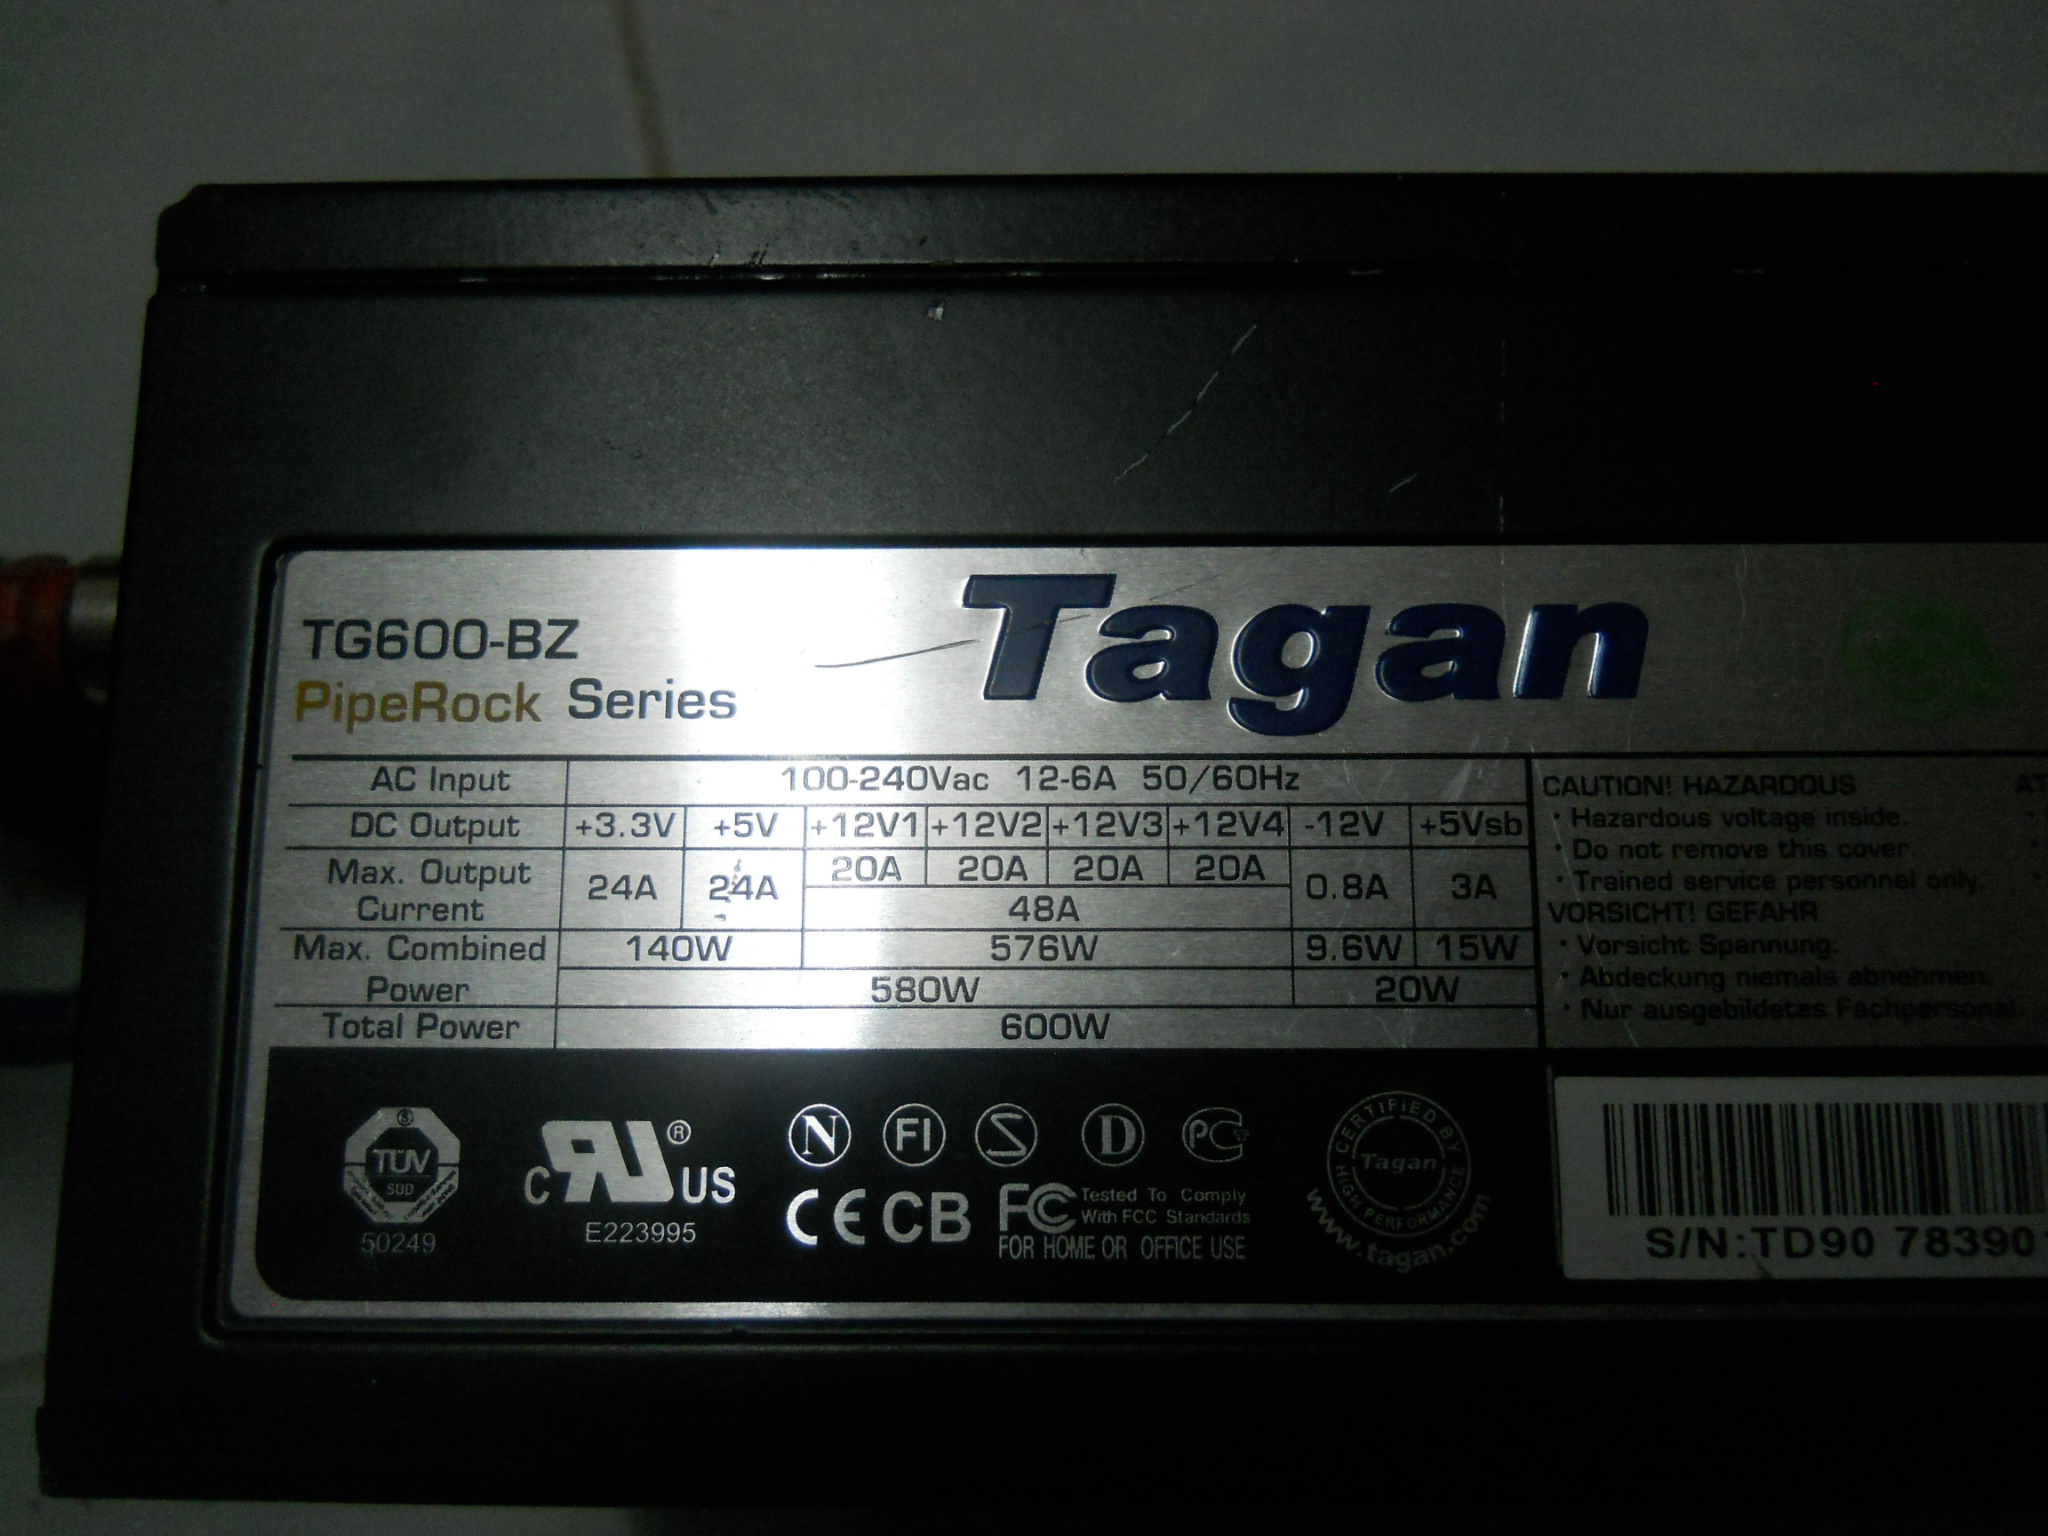 TG600-BZ
PipeRock Series
Tagan
AC Input 100-240Vac 12-6A 50/60Hz
DC Output +3.3V +5V +12V1 +12V2 +12V3 +12V4 -12V +5Vsb
Max. Output Current 24A 24A 20A 20A 20A 20A 0.8A 3A
48A
Max. Combined Power 140W 576W 9.6W 15W
580W 20W
Total Power 600W
CAUTION! HAZARDOUS
· Hazardous voltage inside.
· Do not remove this cover.
· Trained service personnel only.
VORSICHT! GEFAHR
· Vorsicht Spannung.
· Abdeckung niemals abnehmen.
· Nur ausgebildetes Fachpersonal
TÜV
SÜD
50249
C RU ® US
E223995
N FI S D PC
CE CB FC Tested To Comply
With FCC Standards
FOR HOME OR OFFICE USE
CERTIFIED BY
Tagan
HIGH PERFORMANCE
www.tagan.com
S/N:TD90 78390